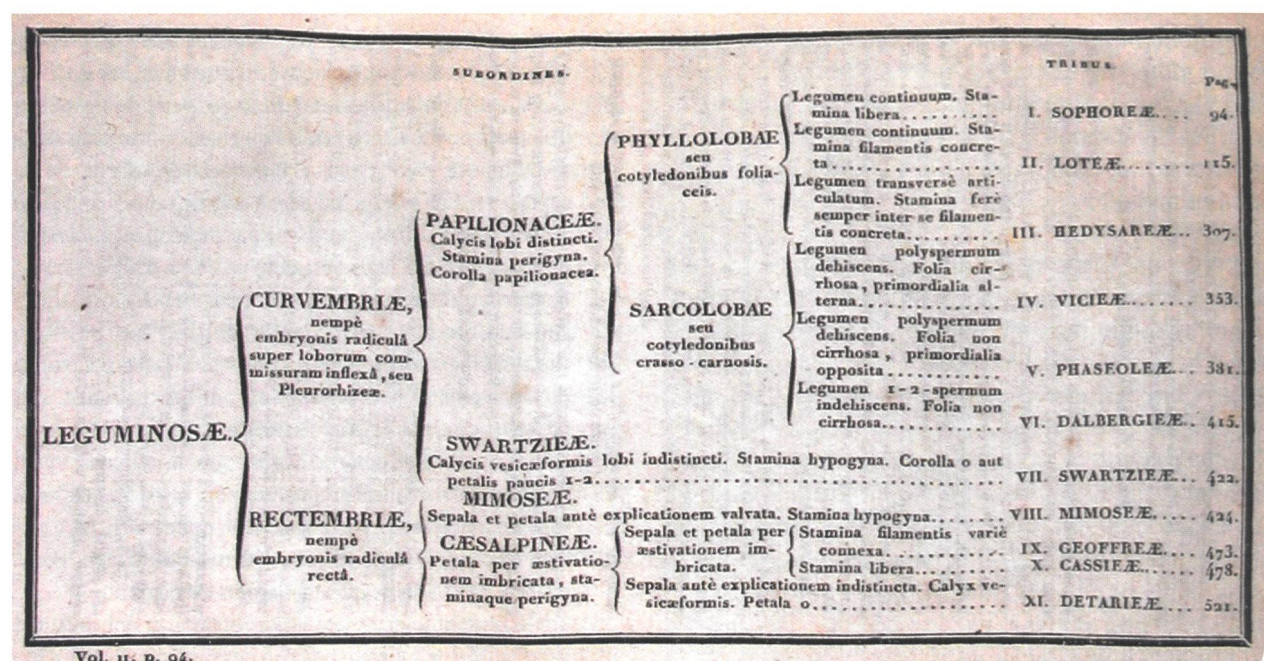 SUBORDINES.
TRIBUS.
Pag.
LEGUMINOSÆ.
CURVEMBRIÆ,
nempè
embryonis radiculâ
super loborum com-
missuram inflexâ, seu
Pleurorhizeæ.
PAPILIONACEÆ.
Calycis lobi distincti.
Stamina perigyna.
Corolla papilionacea.
PHYLLOLOBAE
seu
cotyledonibus folia-
ceis.
Legumen continuum. Sta-
mina libera.......... I. SOPHOREÆ.... 94.
Legumen continuum. Sta-
mina filamentis concre-
ta.................. II. LOTEÆ........ 115.
Legumen transversè arti-
culatum. Stamina ferè
semper inter se filamen-
tis concreta.......... III. HEDYSAREÆ... 307.
SARCOLOBAE
seu
cotyledonibus
crasso-carnosis.
Legumen polyspermum
dehiscens. Folia cir-
rhosa, primordialia al-
terna................ IV. VICIEÆ........ 353.
Legumen polyspermum
dehiscens. Folia non
cirrhosa, primordialia
opposita............. V. PHASEOLEÆ... 381.
Legumen 1-2-spermum
indehiscens. Folia non
cirrhosa............. VI. DALBERGIEÆ.. 415.
SWARTZIEÆ.
Calycis vesicæformis lobi indistincti. Stamina hypogyna. Corolla o aut
petalis paucis 1-2.............................. VII. SWARTZIEÆ... 422.
RECTEMBRIÆ,
nempè
embryonis radiculâ
rectâ.
MIMOSEÆ.
Sepala et petala antè explicationem valvata. Stamina hypogyna....... VIII. MIMOSEÆ..... 424.
CÆSALPINEÆ.
Petala per æstivatio-
nem imbricata, sta-
minaque perigyna.
Sepala et petala per
æstivationem im-
bricata.
Stamina filamentis variè
connexa............. IX. GEOFFREÆ.... 473.
Stamina libera......... X. CASSIEÆ.... 478.
Sepala antè explicationem indistincta. Calyx ve-
sicæformis. Petala o.................. XI. DETARIEÆ.... 521.
Vol. II. p. 94.